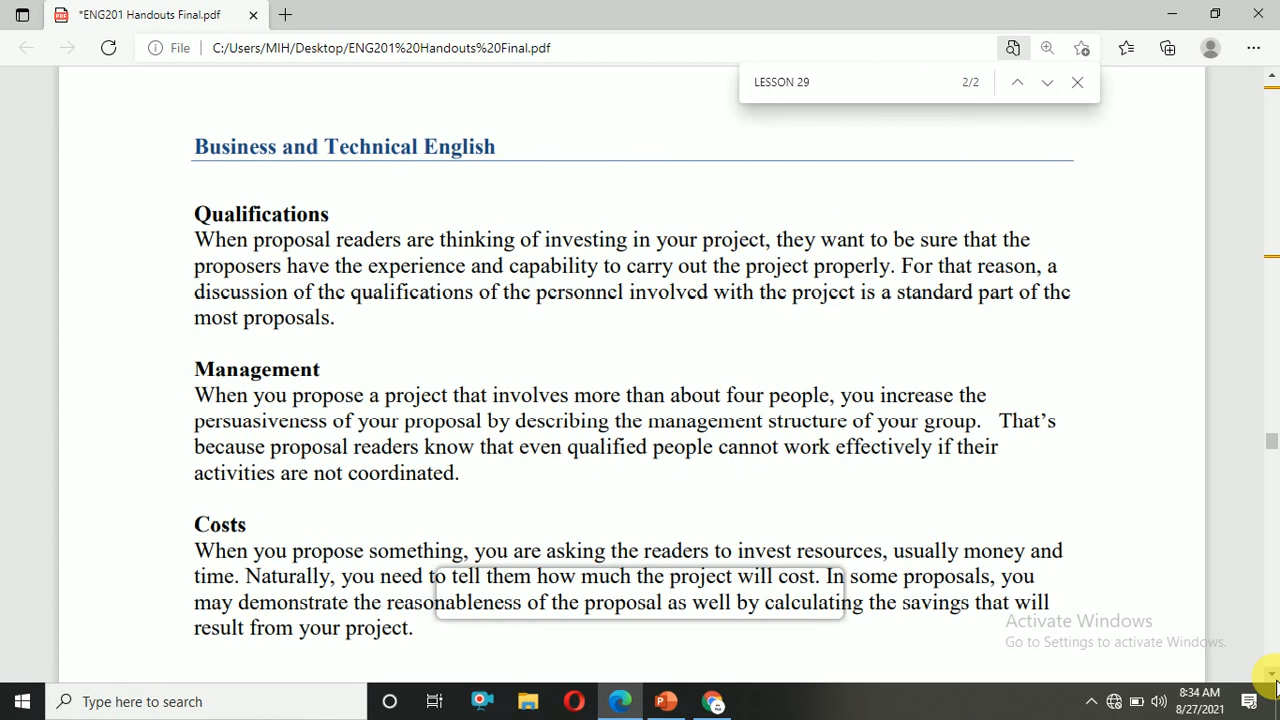 *ENG201 Handouts Final.pdf
File
C:/Users/MIH/Desktop/ENG201%20Handouts%20Final.pdf
LESSON 29
2/2
Business and Technical English
Qualifications
When proposal readers are thinking of investing in your project, they want to be sure that the
proposers have the experience and capability to carry out the project properly. For that reason, a
discussion of the qualifications of the personnel involved with the project is a standard part of the
most proposals.
Management
When you propose a project that involves more than about four people, you increase the
persuasiveness of your proposal by describing the management structure of your group. That's
because proposal readers know that even qualified people cannot work effectively if their
activities are not coordinated.
Costs
When you propose something, you are asking the readers to invest resources, usually money and
time. Naturally, you need to tell them how much the project will cost. In some proposals, you
may demonstrate the reasonableness of the proposal as well by calculating the savings that will
result from your project.
Activate Windows
Go to Settings to activate Windows.
Type here to search
8:34 AM
8/27/2021